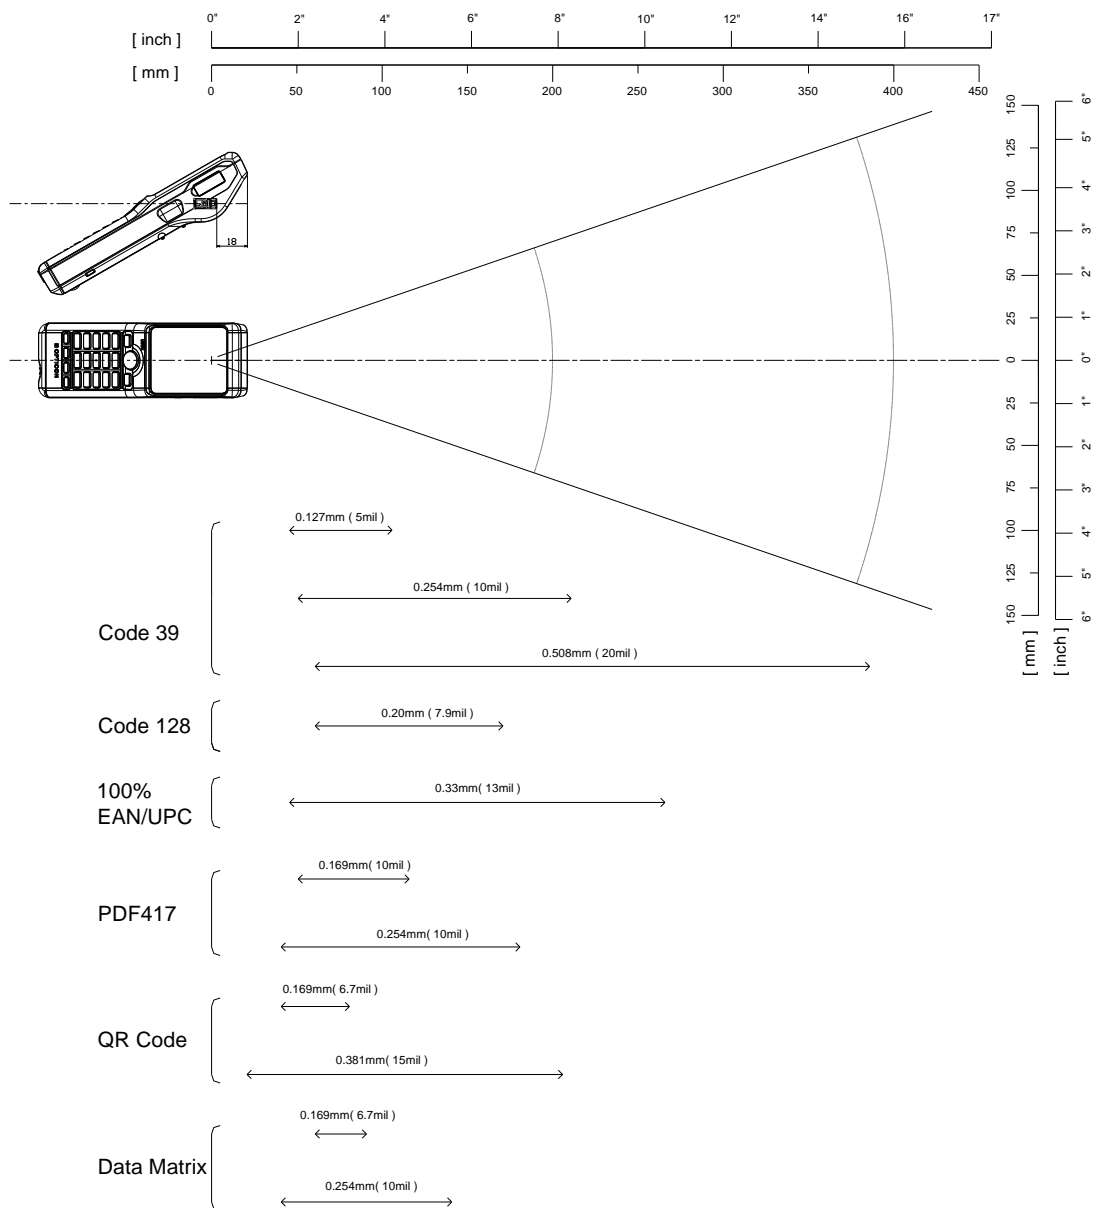 0" 2" 4" 6" 8" 10" 12" 14" 16" 17"
[ inch ]
[ mm ]
0 50 100 150 200 250 300 350 400 450
150 125 100 75 50 25 0 25 50 75 100 125 150
6" 5" 4" 3" 2" 1" 0" 1" 2" 3" 4" 5" 6"
[ mm ]
[ inch ]
18
OPTICON
0.127mm ( 5mil )
0.254mm ( 10mil )
Code 39
0.508mm ( 20mil )
0.20mm ( 7.9mil )
Code 128
100%
EAN/UPC
0.33mm( 13mil )
0.169mm( 10mil )
PDF417
0.254mm( 10mil )
0.169mm( 6.7mil )
QR Code
0.381mm( 15mil )
0.169mm( 6.7mil )
Data Matrix
0.254mm( 10mil )